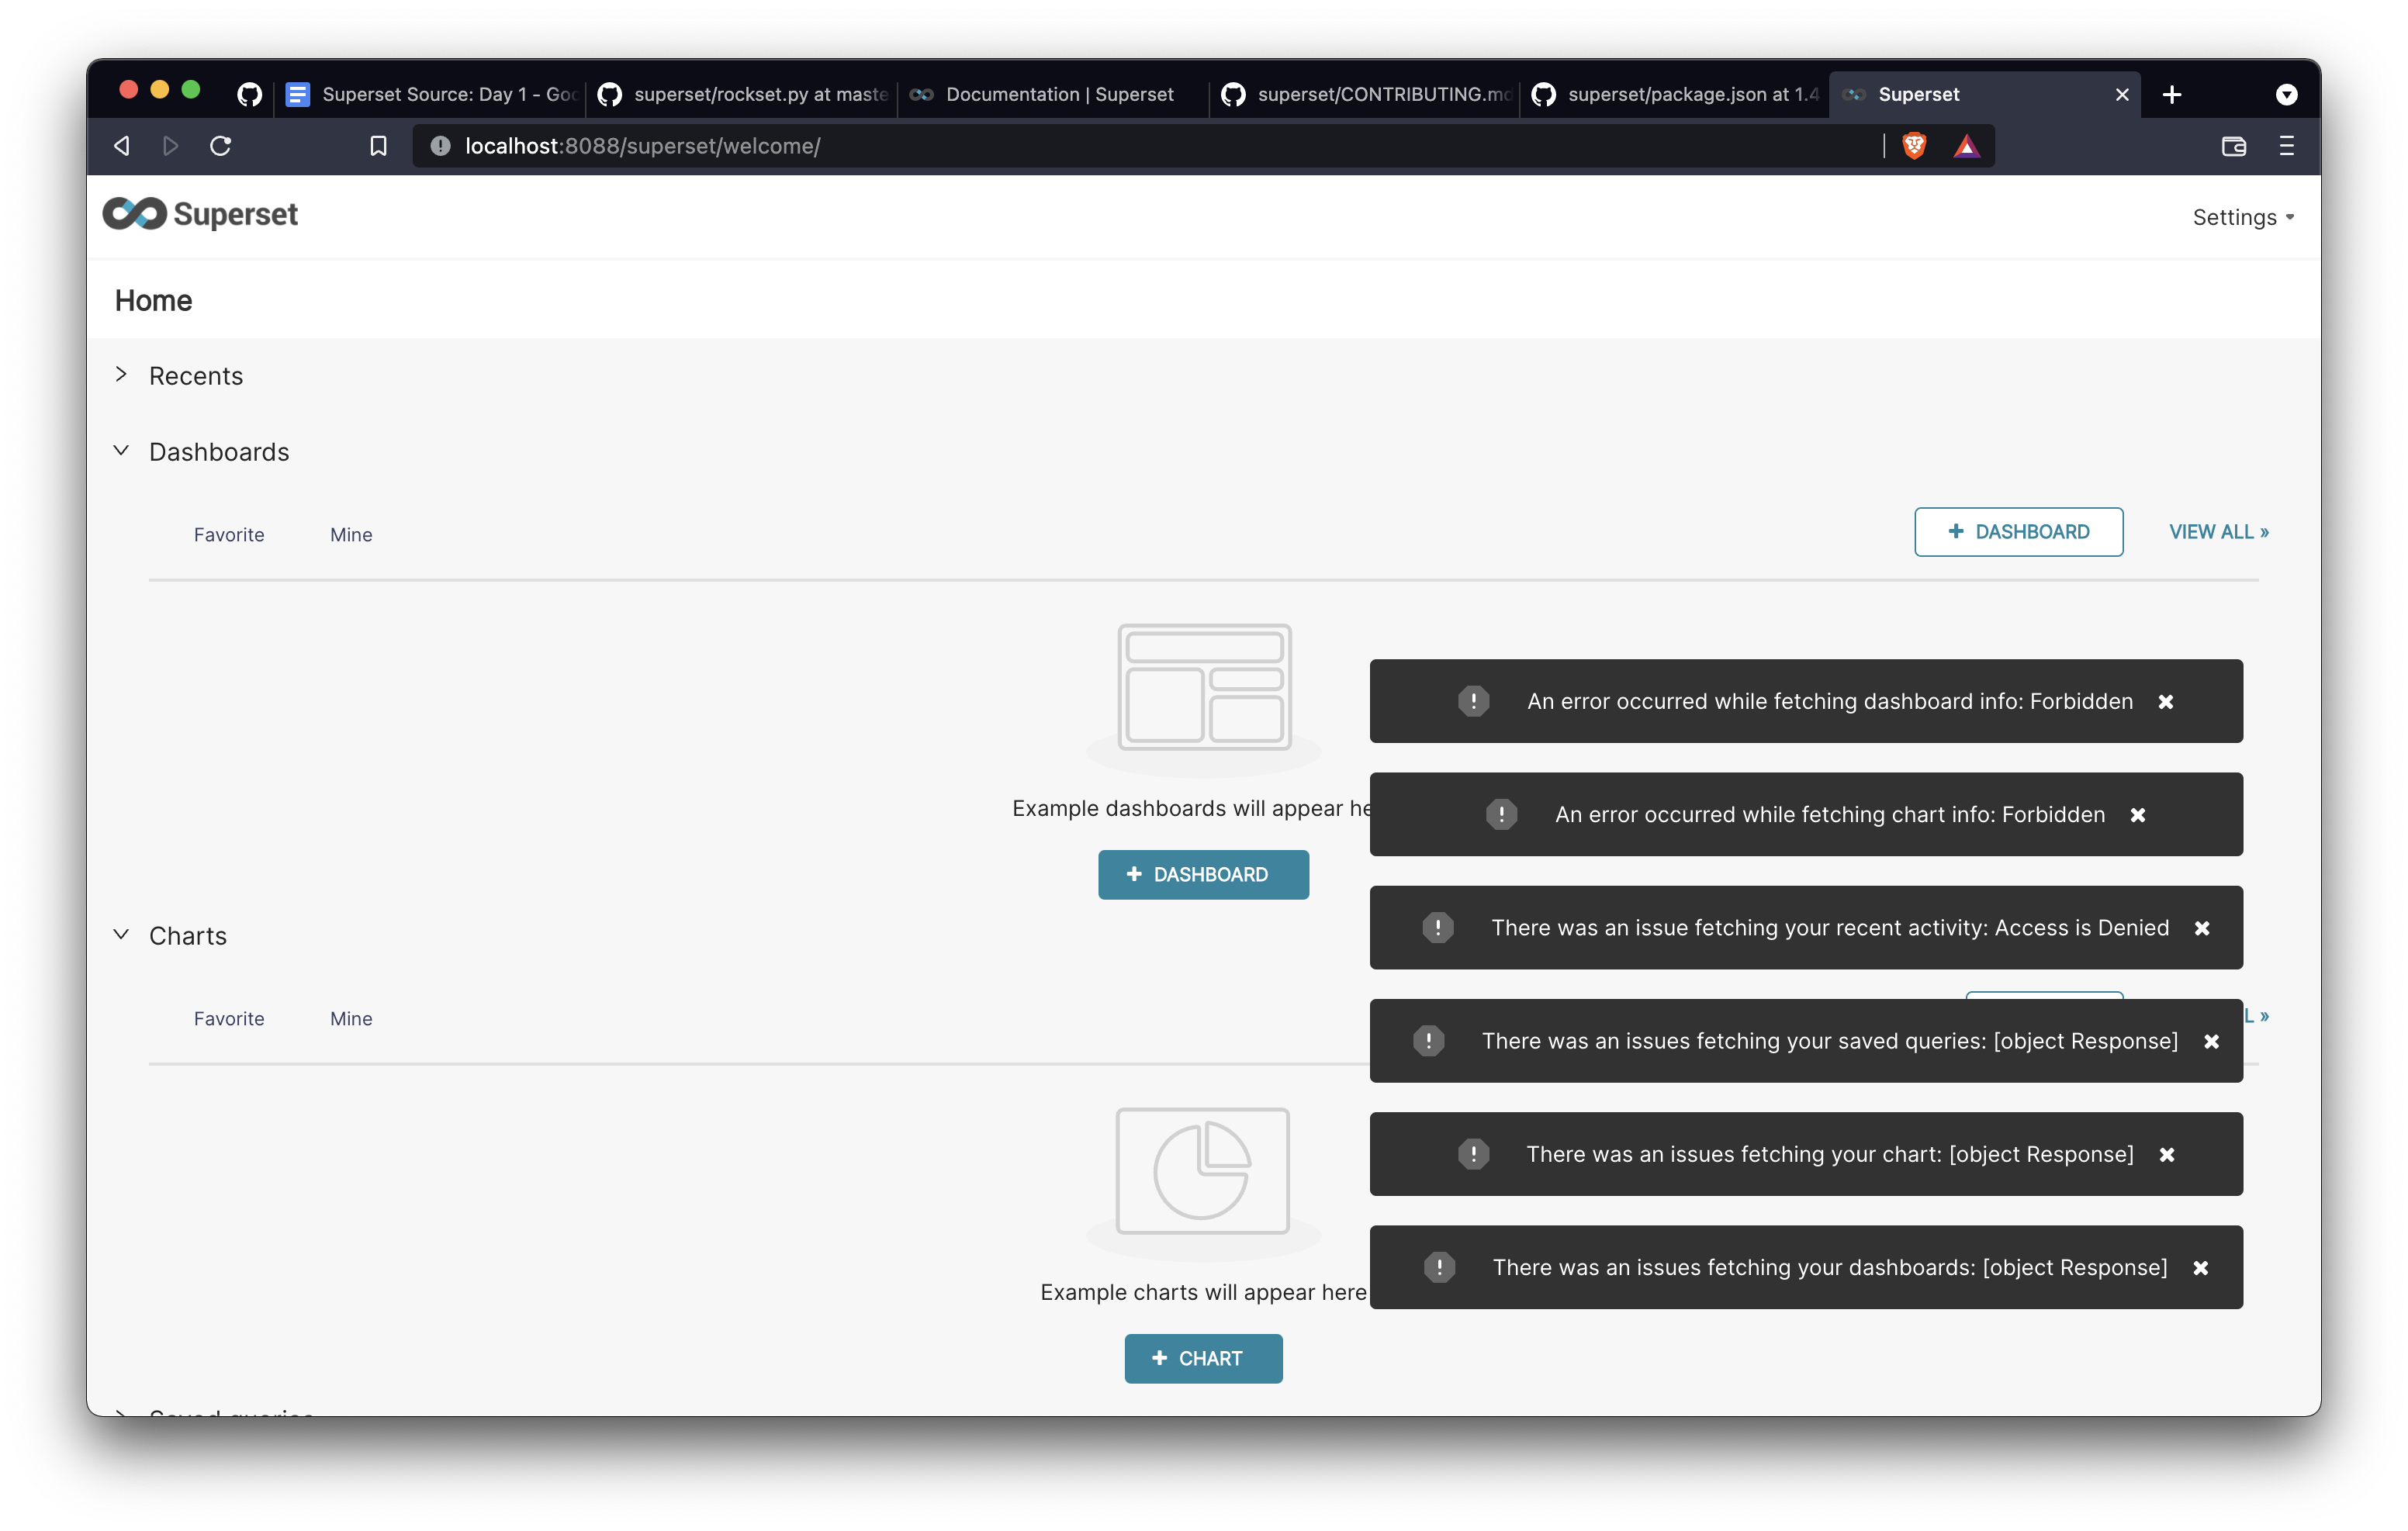 Superset Source: Day 1 - Goo
superset/rockset.py at maste
Documentation | Superset
superset/CONTRIBUTING.md
superset/package.json at 1.4
Superset
localhost:8088/superset/welcome/
Superset
Settings
Home
Recents
Dashboards
Favorite
Mine
+ DASHBOARD
VIEW ALL »
An error occurred while fetching dashboard info: Forbidden
Example dashboards will appear he
An error occurred while fetching chart info: Forbidden
+ DASHBOARD
There was an issue fetching your recent activity: Access is Denied
Charts
Favorite
Mine
L »
There was an issues fetching your saved queries: [object Response]
There was an issues fetching your chart: [object Response]
There was an issues fetching your dashboards: [object Response]
Example charts will appear here
+ CHART
Saved queries